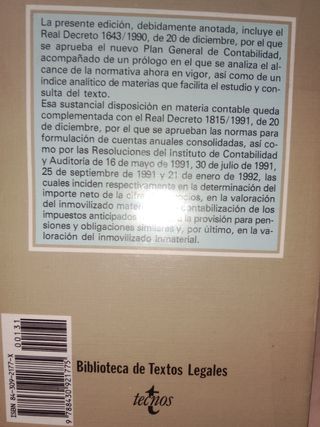 La presente edición, debidamente anotada, incluye el
Real Decreto 1643/1990, de 20 de diciembre, por el que
se aprueba el nuevo Plan General de Contabilidad,
acompañado de un prólogo en el que se analiza el al-
cance de la normativa ahora en vigor, así como de un
índice analítico de materias que facilita el estudio y con-
sulta del texto.
Esa sustancial disposición en materia contable queda
complementada con el Real Decreto 1815/1991, de 20
de diciembre, por el que se aprueban las normas para
formulación de cuentas anuales consolidadas, así co-
mo por las Resoluciones del Instituto de Contabilidad
y Auditoría de 16 de mayo de 1991, 30 de julio de 1991,
25 de septiembre de 1991 y 21 de enero de 1992, las
cuales inciden respectivamente en la determinación del
importe neto de la cifra negocios, en la valoración
del inmovilizado contabilización de los
impuestos anticipados la provisión para pen-
siones y obligaciones similares y, por último, en la va-
loración del inmovilizado inmaterial.
ISBN 84-309-2177-X
00131
9 788430 921775
Biblioteca de Textos Legales
tecnos